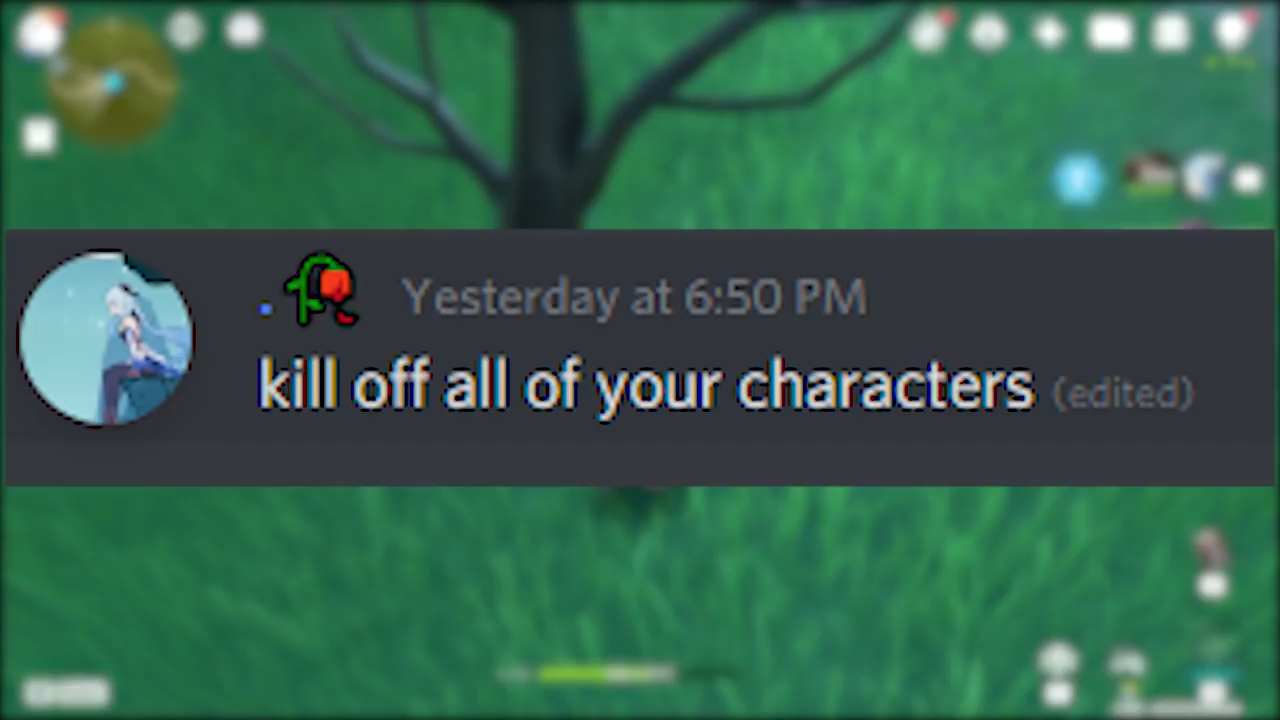 . 🥀 Yesterday at 6:50 PM
kill off all of your characters (edited)